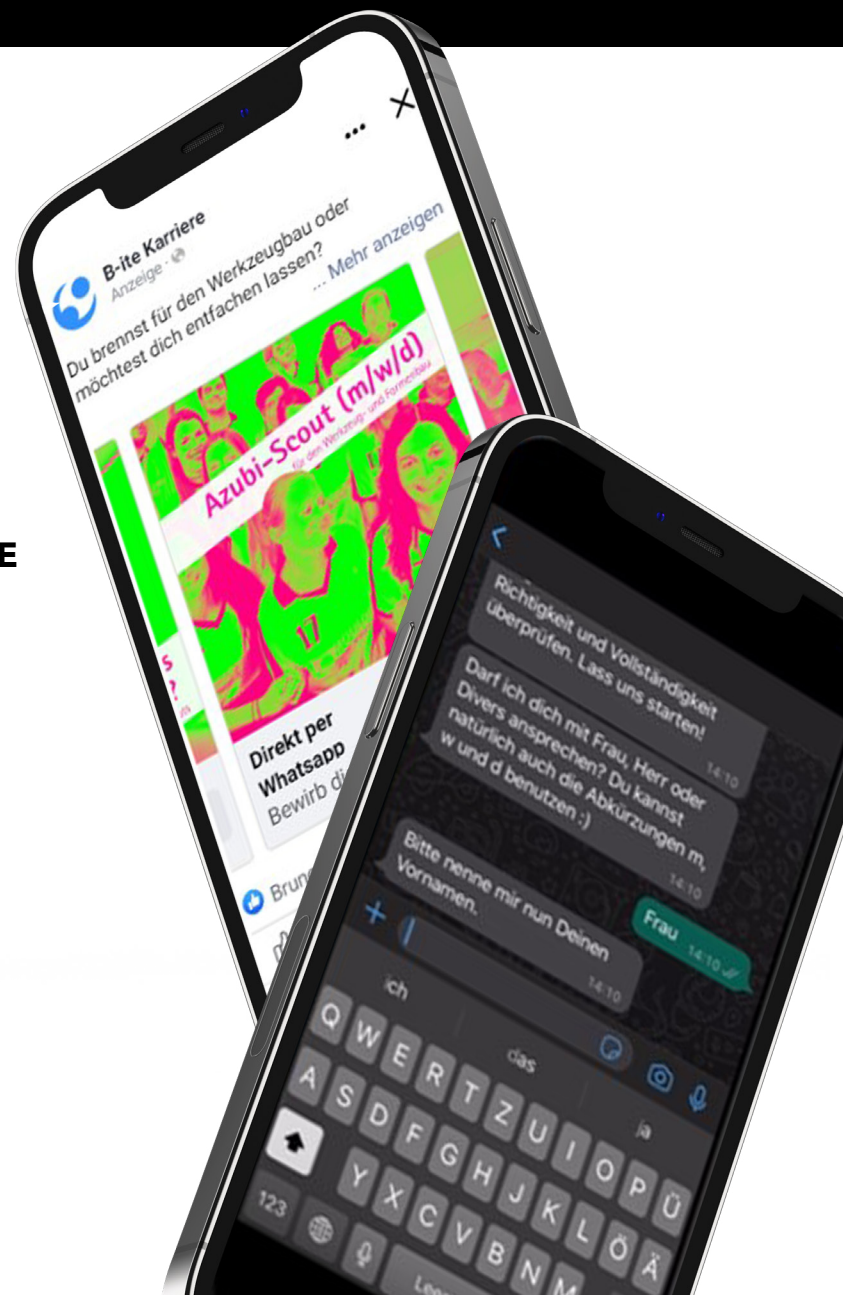 E
B-ite Karriere
Anzeige ·
Du brennst für den Werkzeugbau oder
möchtest dich entfachen lassen?
... Mehr anzeigen
Azubi-Scout (m/w/d)
für den Werkzeug- und Formenbau
17
s
?
Direkt per
Whatsapp
Bewirb di
Brun
Richtigkeit und Vollständigkeit
überprüfen. Lass uns starten!
14:10
Darf ich dich mit Frau, Herr oder
Divers ansprechen? Du kannst
natürlich auch die Abkürzungen m,
w und d benutzen :)
14:10
Frau 14:10
Bitte nenne mir nun Deinen
Vornamen.
14:10
ich das ja
Q W E R T Z U I O P Ü
A S D F G H J K L Ö Ä
Y X C V B N M
123 Leer